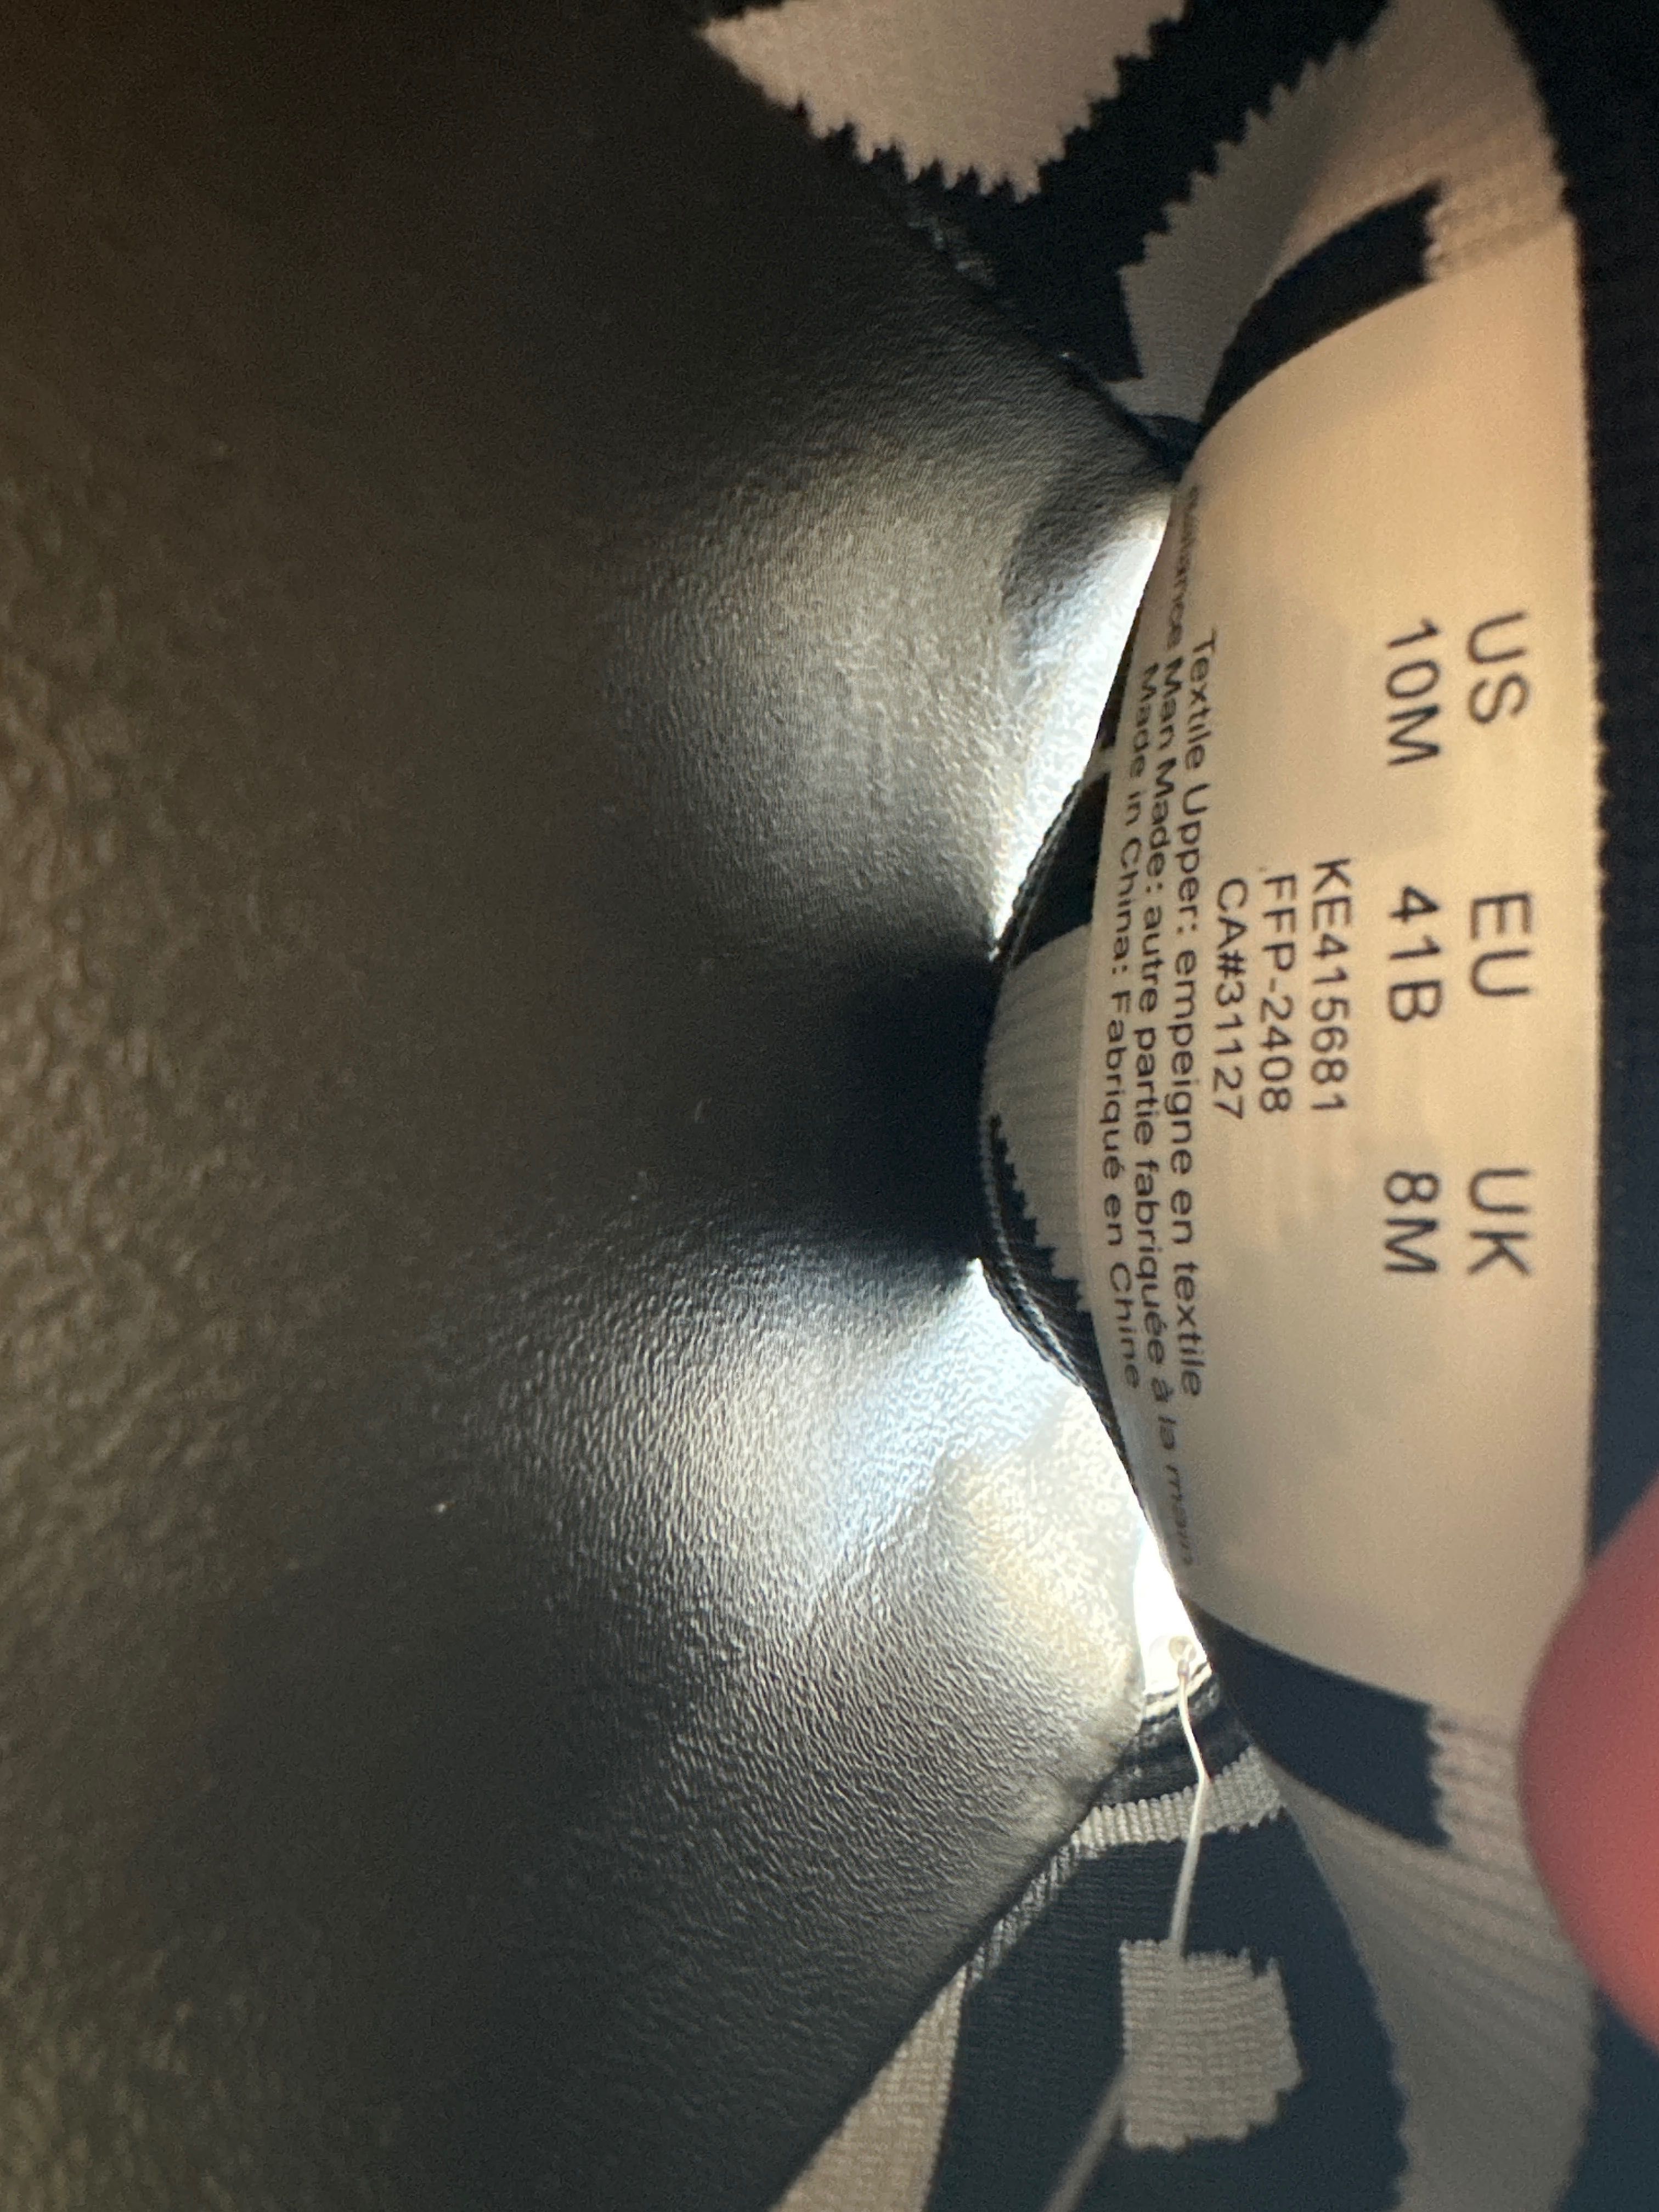 US EU UK
10M 41B 8M
KE415681
FFP-2408
CA#31127
Textile Upper: empeigne en textile
Man Made: autre partie fabriquée à la main
Made in China: Fabriqué en Chine